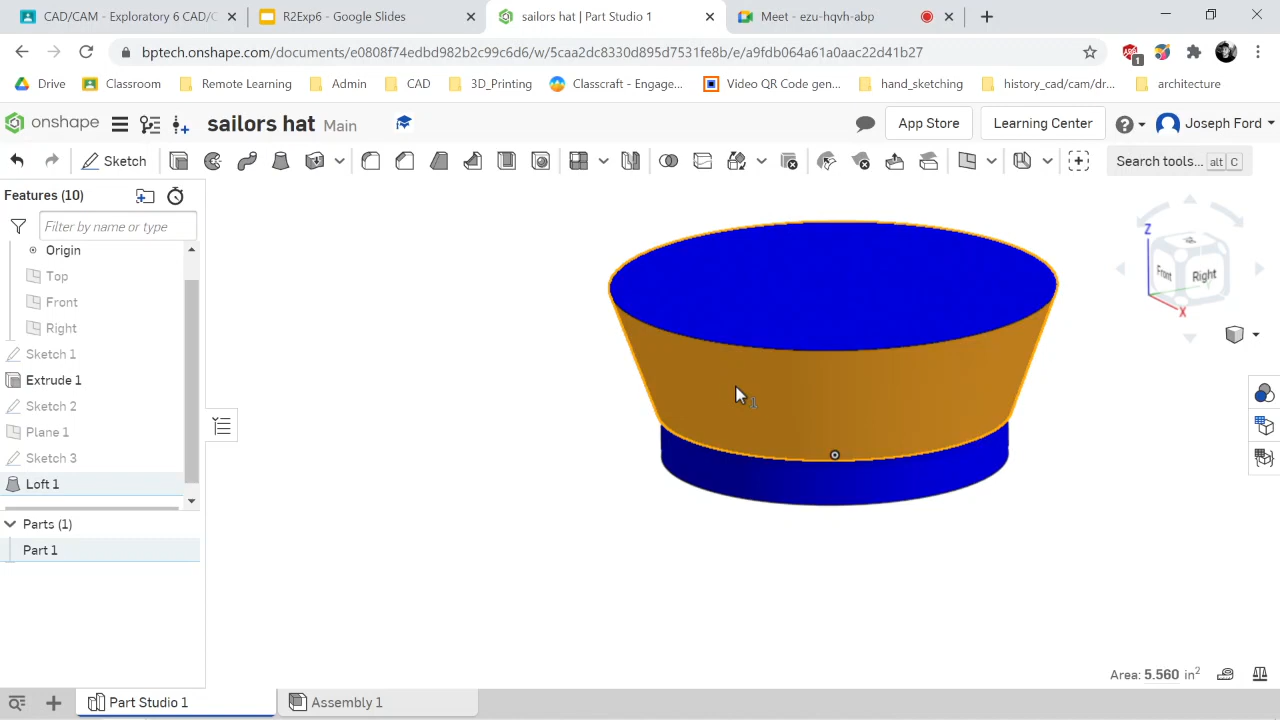 CAD/CAM - Exploratory 6 CAD/C
R2Exp6 - Google Slides
sailors hat | Part Studio 1
Meet - ezu-hqvh-abp
bptech.onshape.com/documents/e0808f74edbd982b2c99c6d6/w/5caa2dc8330d895d7531fe8b/e/a9fdb064a61a0aac22d41b27
1
Drive
Classroom
Remote Learning
Admin
CAD
3D_Printing
Classcraft - Engage...
Video QR Code gen...
hand_sketching
history_cad/cam/dr...
architecture
onshape
sailors hat Main
App Store
Learning Center
Joseph Ford
Sketch
Search tools... alt C
Features (10)
Filter by name or type
Origin
Top
Front
Right
Sketch 1
Extrude 1
Sketch 2
Plane 1
Sketch 3
Loft 1
Parts (1)
Part 1
Z
Front
Right
X
Area: 5.560 in²
Part Studio 1
Assembly 1